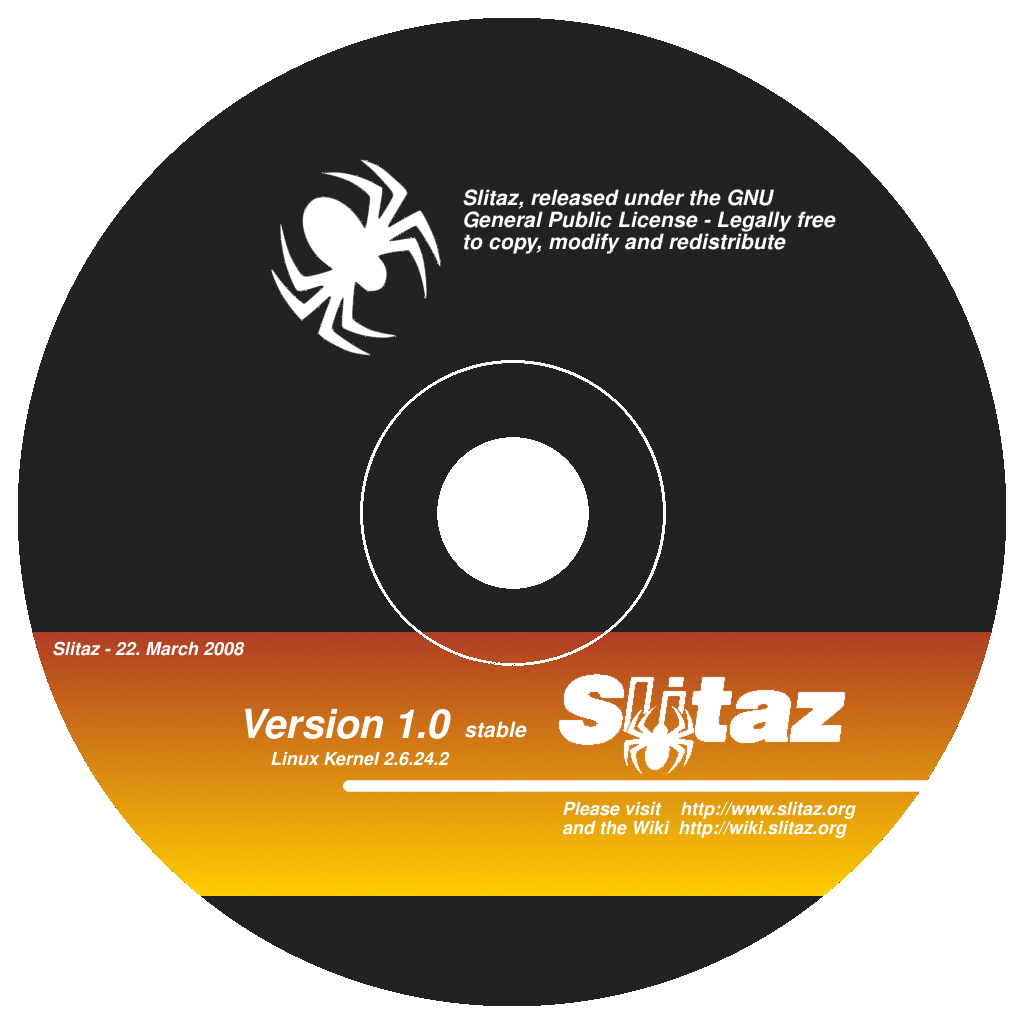 Slitaz, released under the GNU
General Public License - Legally free
to copy, modify and redistribute
Slitaz - 22. March 2008
Version 1.0 stable
Slitaz
Linux Kernel 2.6.24.2
Please visit http://www.slitaz.org
and the Wiki http://wiki.slitaz.org